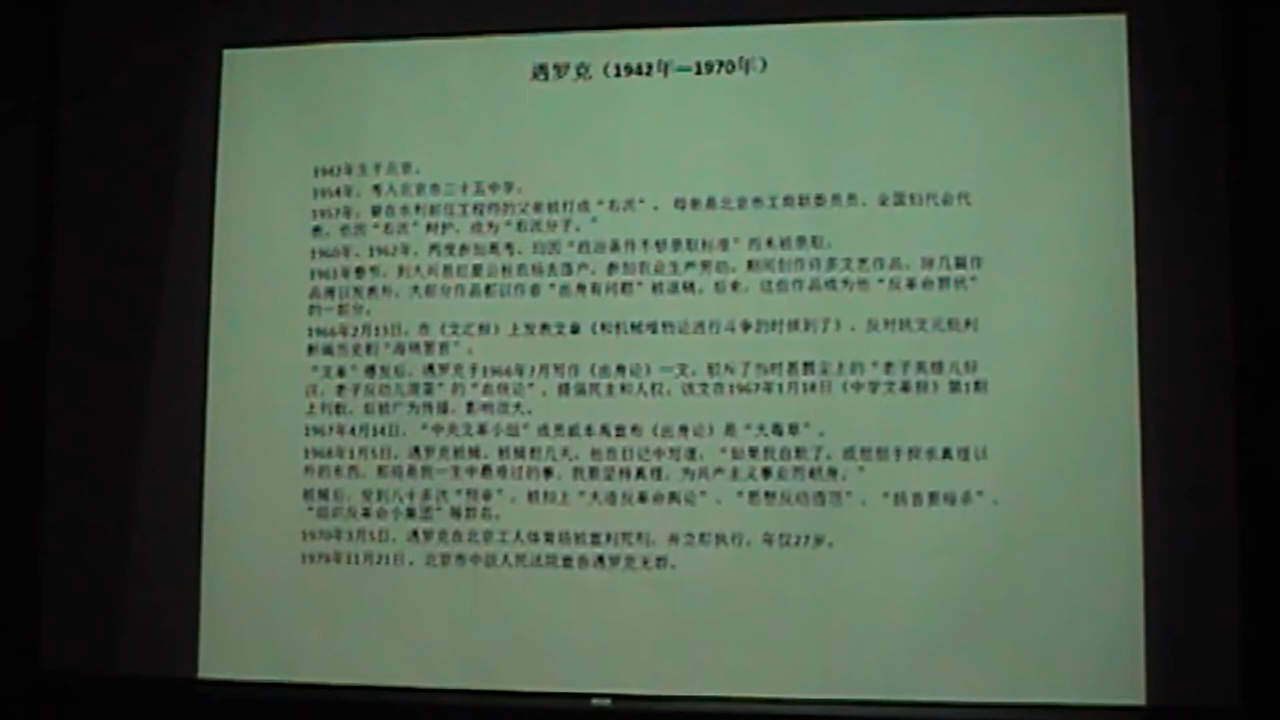 遇罗克（1942年—1970年）
1942年生于北京。
1954年，考入北京市二十五中学。
1957年，曾在水利部任工程师的父亲被打成“右派”，母亲是北京市工商联委员员，全国妇代会代
表，也因“右派”辩护，成为“右派分子。”
1960年、1962年，两度参加高考，均因“政治条件不够录取标准”而未被录取。
1961年春节，到大兴县红星公社农场去落户，参加农业生产劳动。期间创作许多文艺作品，除几篇作
品得以发表外，大部分作品都以作者“出身有问题”被退稿。后来，这些作品成为他“反革命罪状”
的一部分。
1966年2月13日，在《文汇报》上发表文章《和机械唯物论进行斗争的时候到了》，反对姚文元批判
新编历史剧“海瑞罢官”。
“文革”爆发后，遇罗克于1966年7月写作《出身论》一文，驳斥了当时甚嚣尘上的“老子英雄儿好
汉，老子反动儿混蛋”的“血统论”，提倡民主和人权，该文在1967年1月18日《中学文革报》第1期
上刊载，后被广为传播，影响很大。
1967年4月14日，“中央文革小组”成员戚本禹宣布《出身论》是“大毒草”。
1968年1月5日，遇罗克被捕。被捕前几天，他在日记中写道：“如果我自欺了，或屈服于探求真理以
外的东西，那将是我一生中最难过的事。我要坚持真理，为共产主义事业而献身。”
被捕后，受到八十多次“预审”，被扣上“大造反革命舆论”、“思想反动透顶”、“扬言要暗杀”、
“组织反革命小集团”等罪名。
1970年3月5日，遇罗克在北京工人体育场被宣判死刑，并立即执行，年仅27岁。
1979年11月21日，北京市中级人民法院宣告遇罗克无罪。